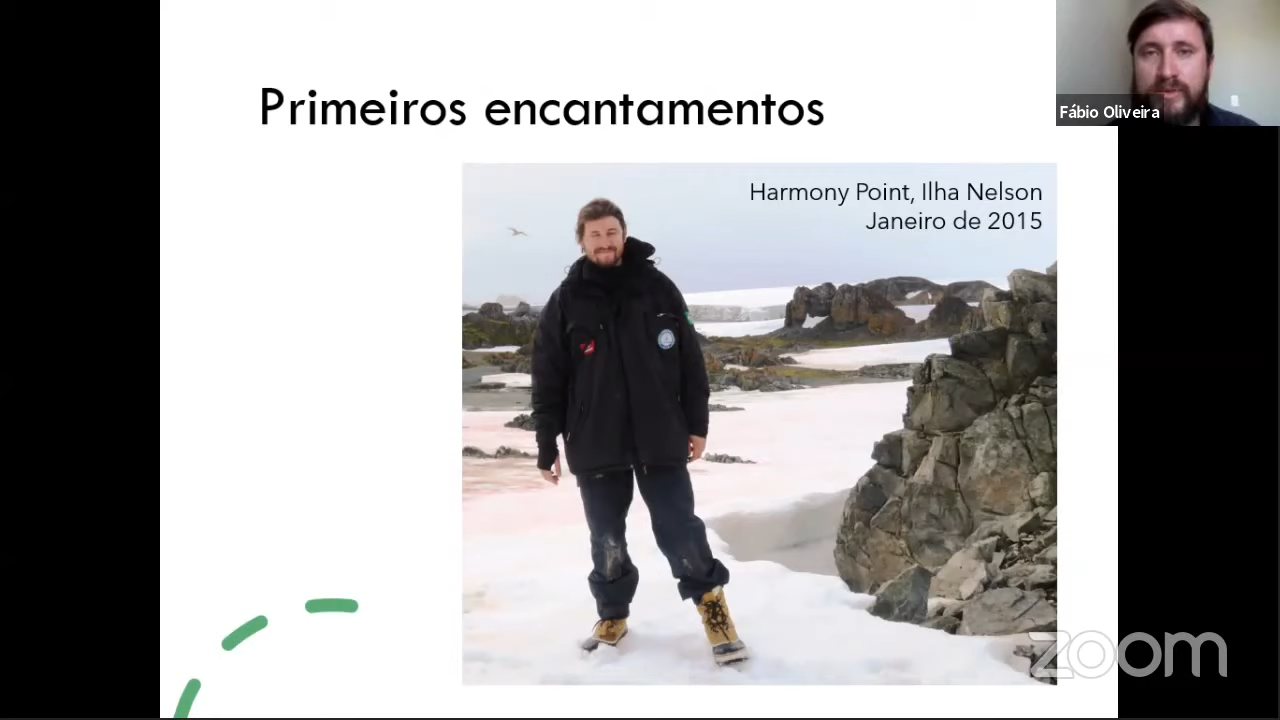 Primeiros encantamentos
Fábio Oliveira
Harmony Point, Ilha Nelson
Janeiro de 2015
zoom